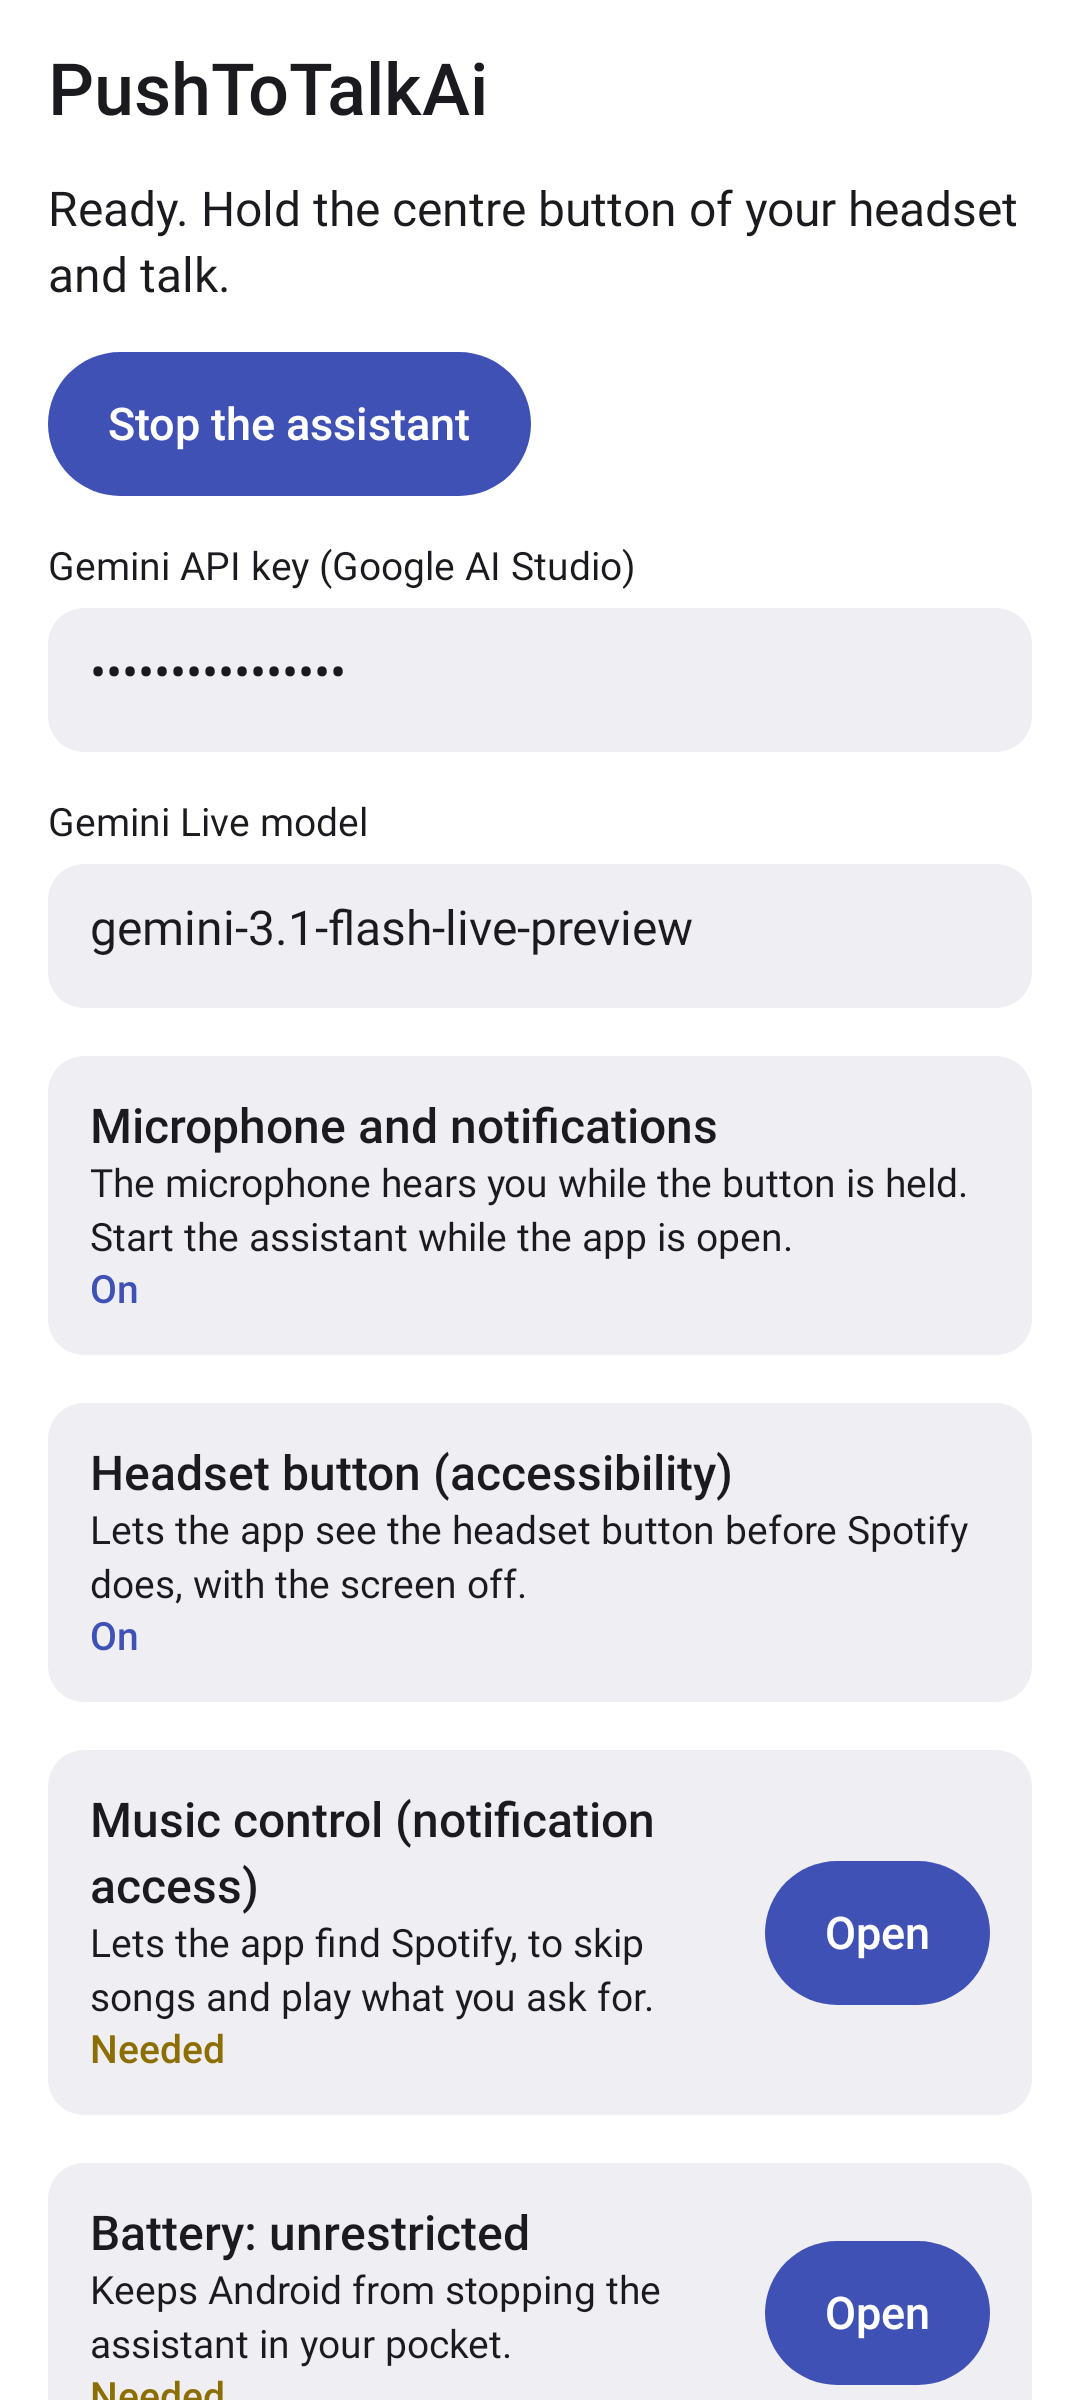 PushToTalkAi
Ready. Hold the centre button of your headset
and talk.
Stop the assistant
Gemini API key (Google AI Studio)
••••••••••••••••
Gemini Live model
gemini-3.1-flash-live-preview
Microphone and notifications
The microphone hears you while the button is held.
Start the assistant while the app is open.
On
Headset button (accessibility)
Lets the app see the headset button before Spotify
does, with the screen off.
On
Music control (notification
access)
Lets the app find Spotify, to skip
songs and play what you ask for.
Needed
Open
Battery: unrestricted
Keeps Android from stopping the
assistant in your pocket.
Needed
Open